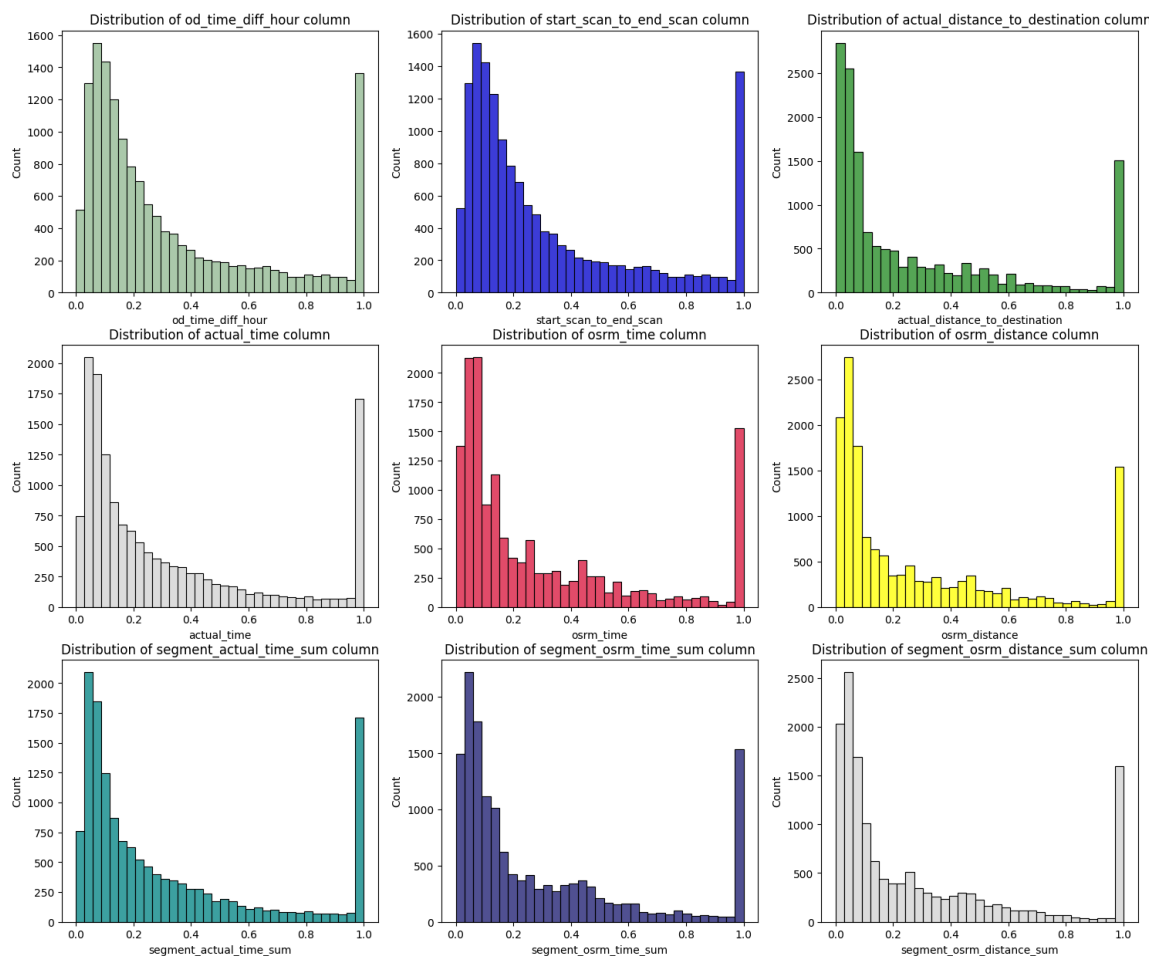 Distribution of od_time_diff_hour column
Count
1600
1400
1200
1000
800
600
400
200
0
0.0 0.2 0.4 0.6 0.8 1.0
od_time_diff_hour
Distribution of start_scan_to_end_scan column
Count
1600
1400
1200
1000
800
600
400
200
0
0.0 0.2 0.4 0.6 0.8 1.0
start_scan_to_end_scan
Distribution of actual_distance_to_destination column
Count
2500
2000
1500
1000
500
0
0.0 0.2 0.4 0.6 0.8 1.0
actual_distance_to_destination
Distribution of actual_time column
Count
2000
1750
1500
1250
1000
750
500
250
0
0.0 0.2 0.4 0.6 0.8 1.0
actual_time
Distribution of osrm_time column
Count
2000
1750
1500
1250
1000
750
500
250
0
0.0 0.2 0.4 0.6 0.8 1.0
osrm_time
Distribution of osrm_distance column
Count
2500
2000
1500
1000
500
0
0.0 0.2 0.4 0.6 0.8 1.0
osrm_distance
Distribution of segment_actual_time_sum column
Count
2000
1750
1500
1250
1000
750
500
250
0
0.0 0.2 0.4 0.6 0.8 1.0
segment_actual_time_sum
Distribution of segment_osrm_time_sum column
Count
2000
1500
1000
500
0
0.0 0.2 0.4 0.6 0.8 1.0
segment_osrm_time_sum
Distribution of segment_osrm_distance_sum column
Count
2500
2000
1500
1000
500
0
0.0 0.2 0.4 0.6 0.8 1.0
segment_osrm_distance_sum